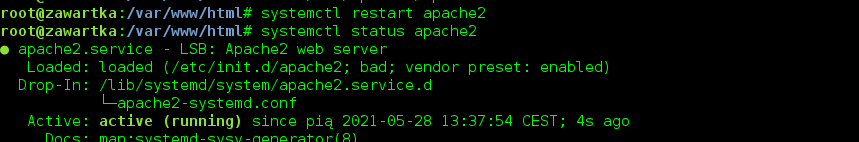 root@zawartka:/var/www/html# systemctl restart apache2
root@zawartka:/var/www/html# systemctl status apache2
● apache2.service - LSB: Apache2 web server
Loaded: loaded (/etc/init.d/apache2; bad; vendor preset: enabled)
Drop-In: /lib/systemd/system/apache2.service.d
└─apache2-systemd.conf
Active: active (running) since pią 2021-05-28 13:37:54 CEST; 4s ago
Docs: man:systemd-sysv-generator(8)